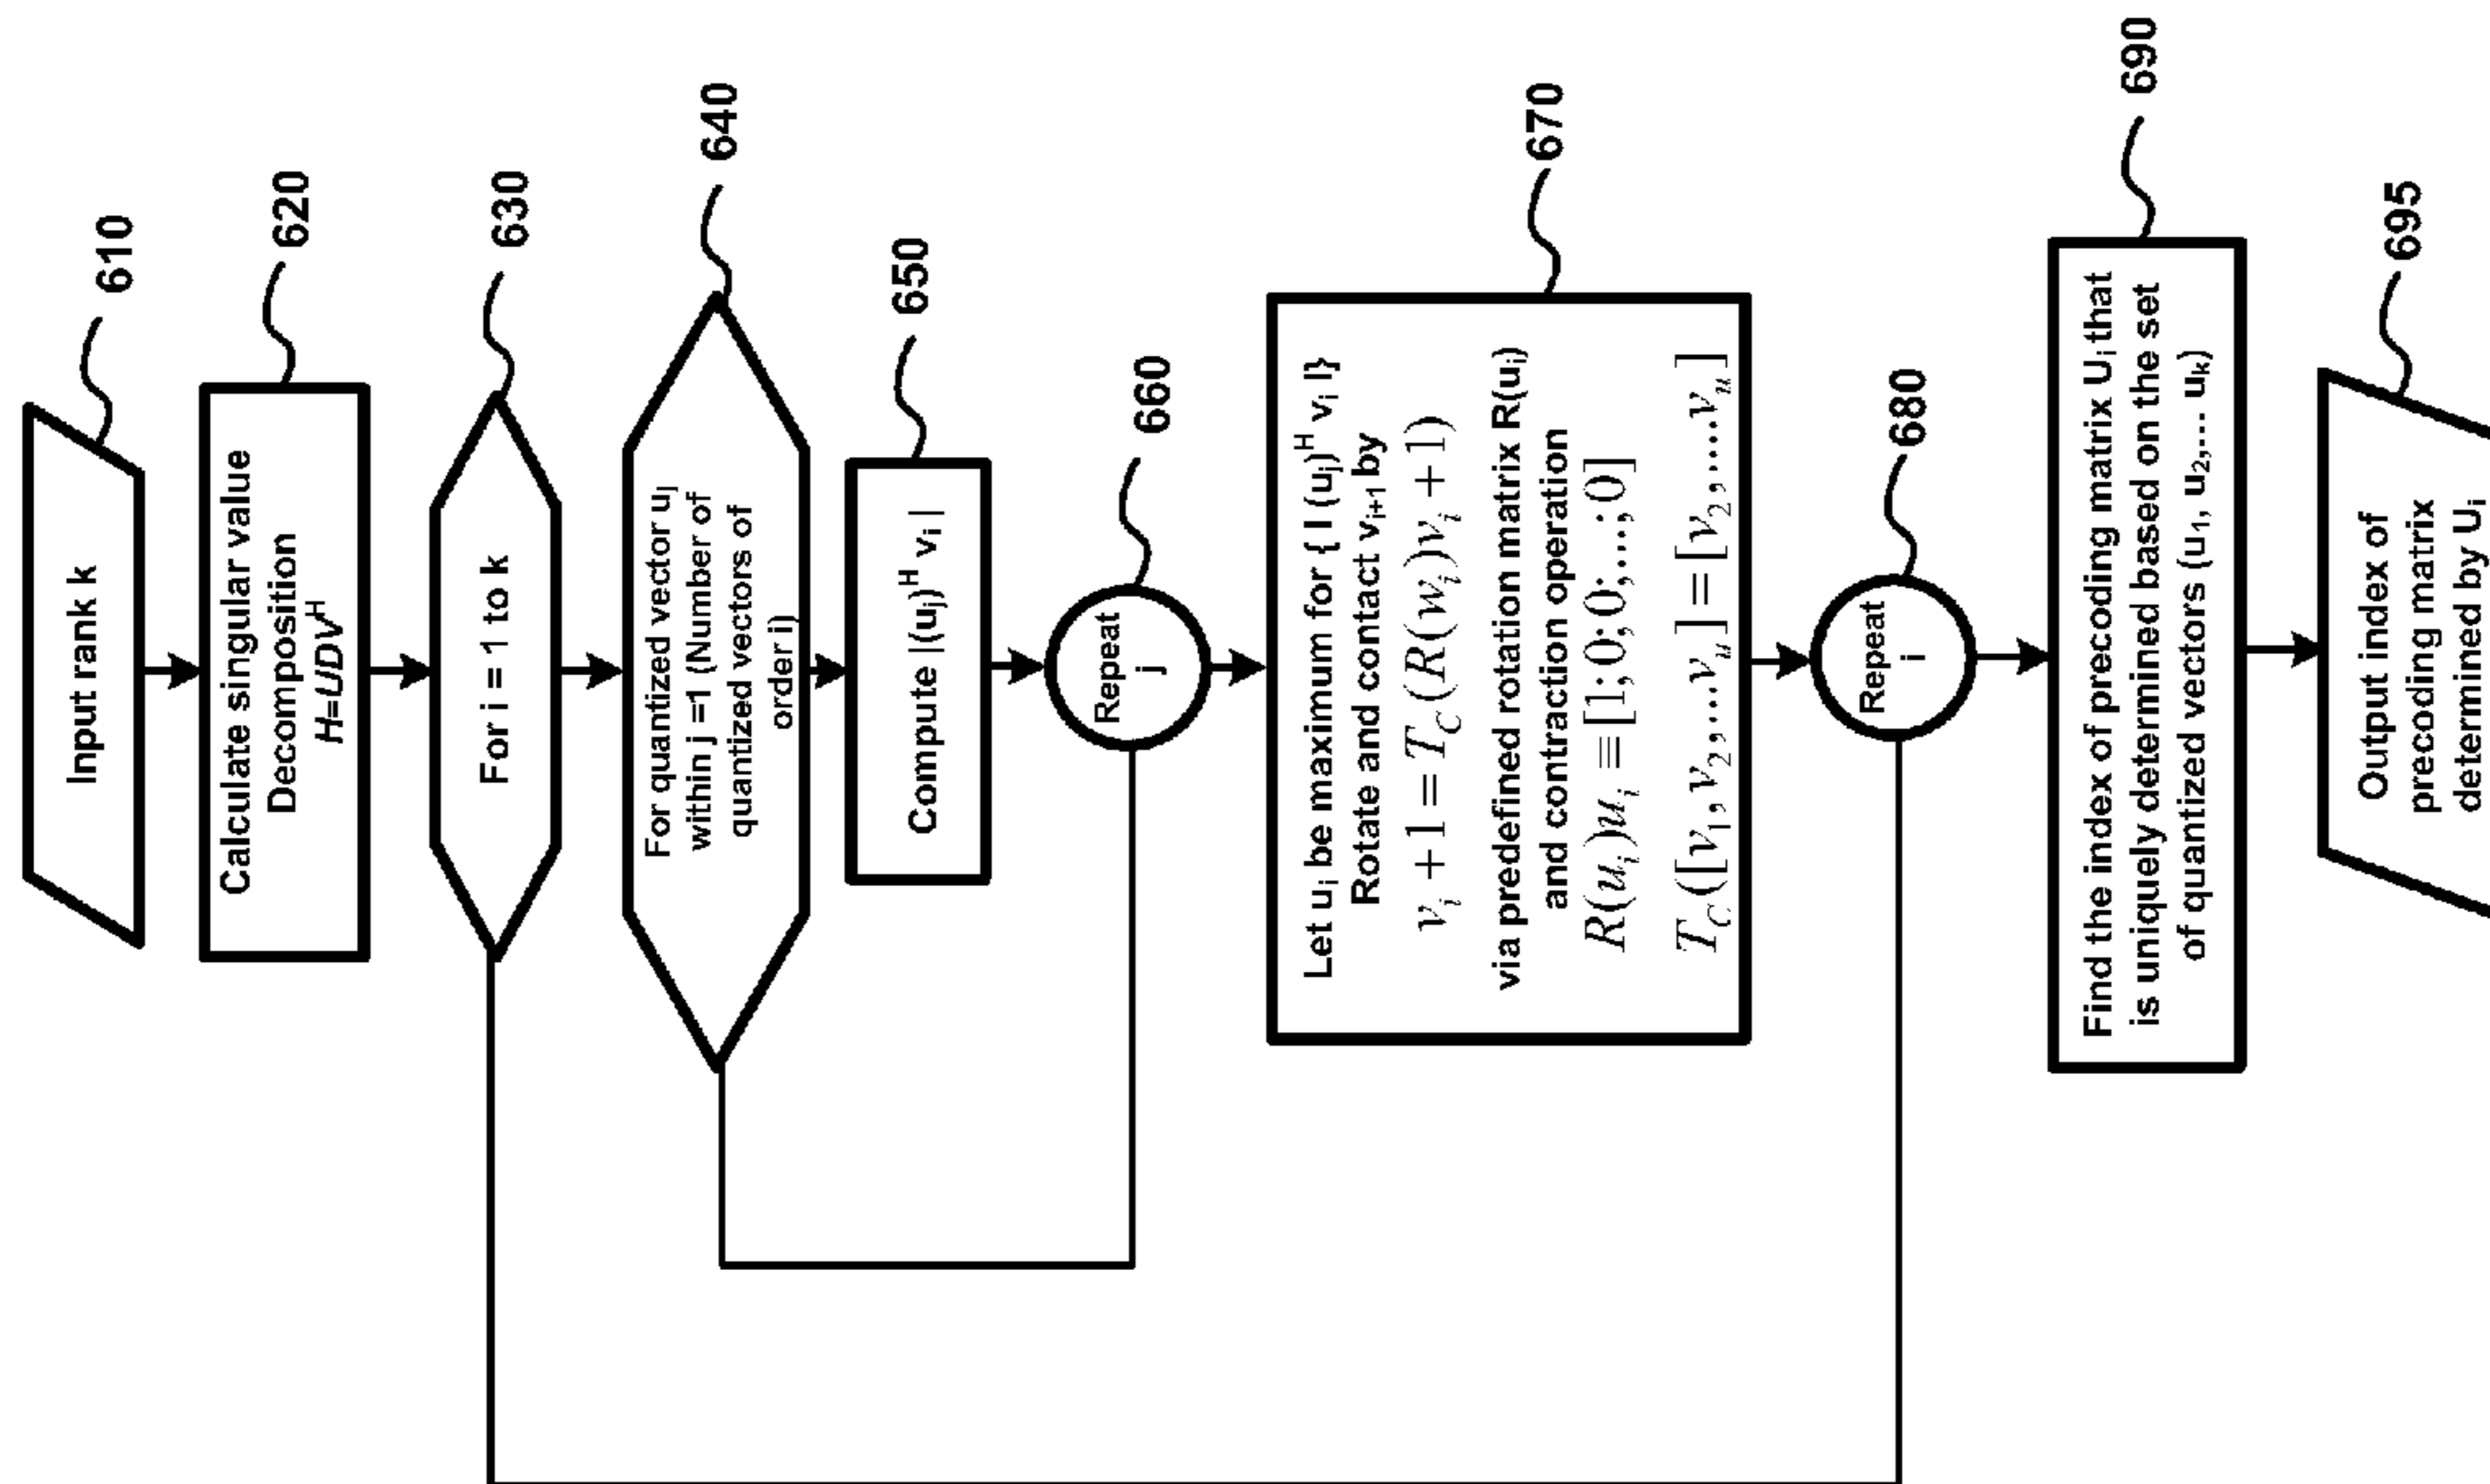 Input rank k
610
Calculate singular value
Decomposition
H=UDV^H
620
For i = 1 to k
630
For quantized vector u_j
within j =1 (Number of
quantized vectors of
order i)
640
Compute |(u_j)^H v_i |
650
Repeat
j
660
Let u_i be maximum for { I (u_j)^H v_i I}
Rotate and contact v_{i+1} by
v_i + 1 = T_C(R(w_i)v_i + 1)
via predefined rotation matrix R(u_i)
and contraction operation
R(u_i)u_i = [1;0;0;...;0]
T_C([v_1,v_2,...v_u] = [v_2,....v_u]
670
Repeat
i
680
Find the index of precoding matrix U_i that
is uniquely determined based on the set
of quantized vectors (u_1, u_2,... u_k)
690
Output index of
precoding matrix
determined by U_i
695